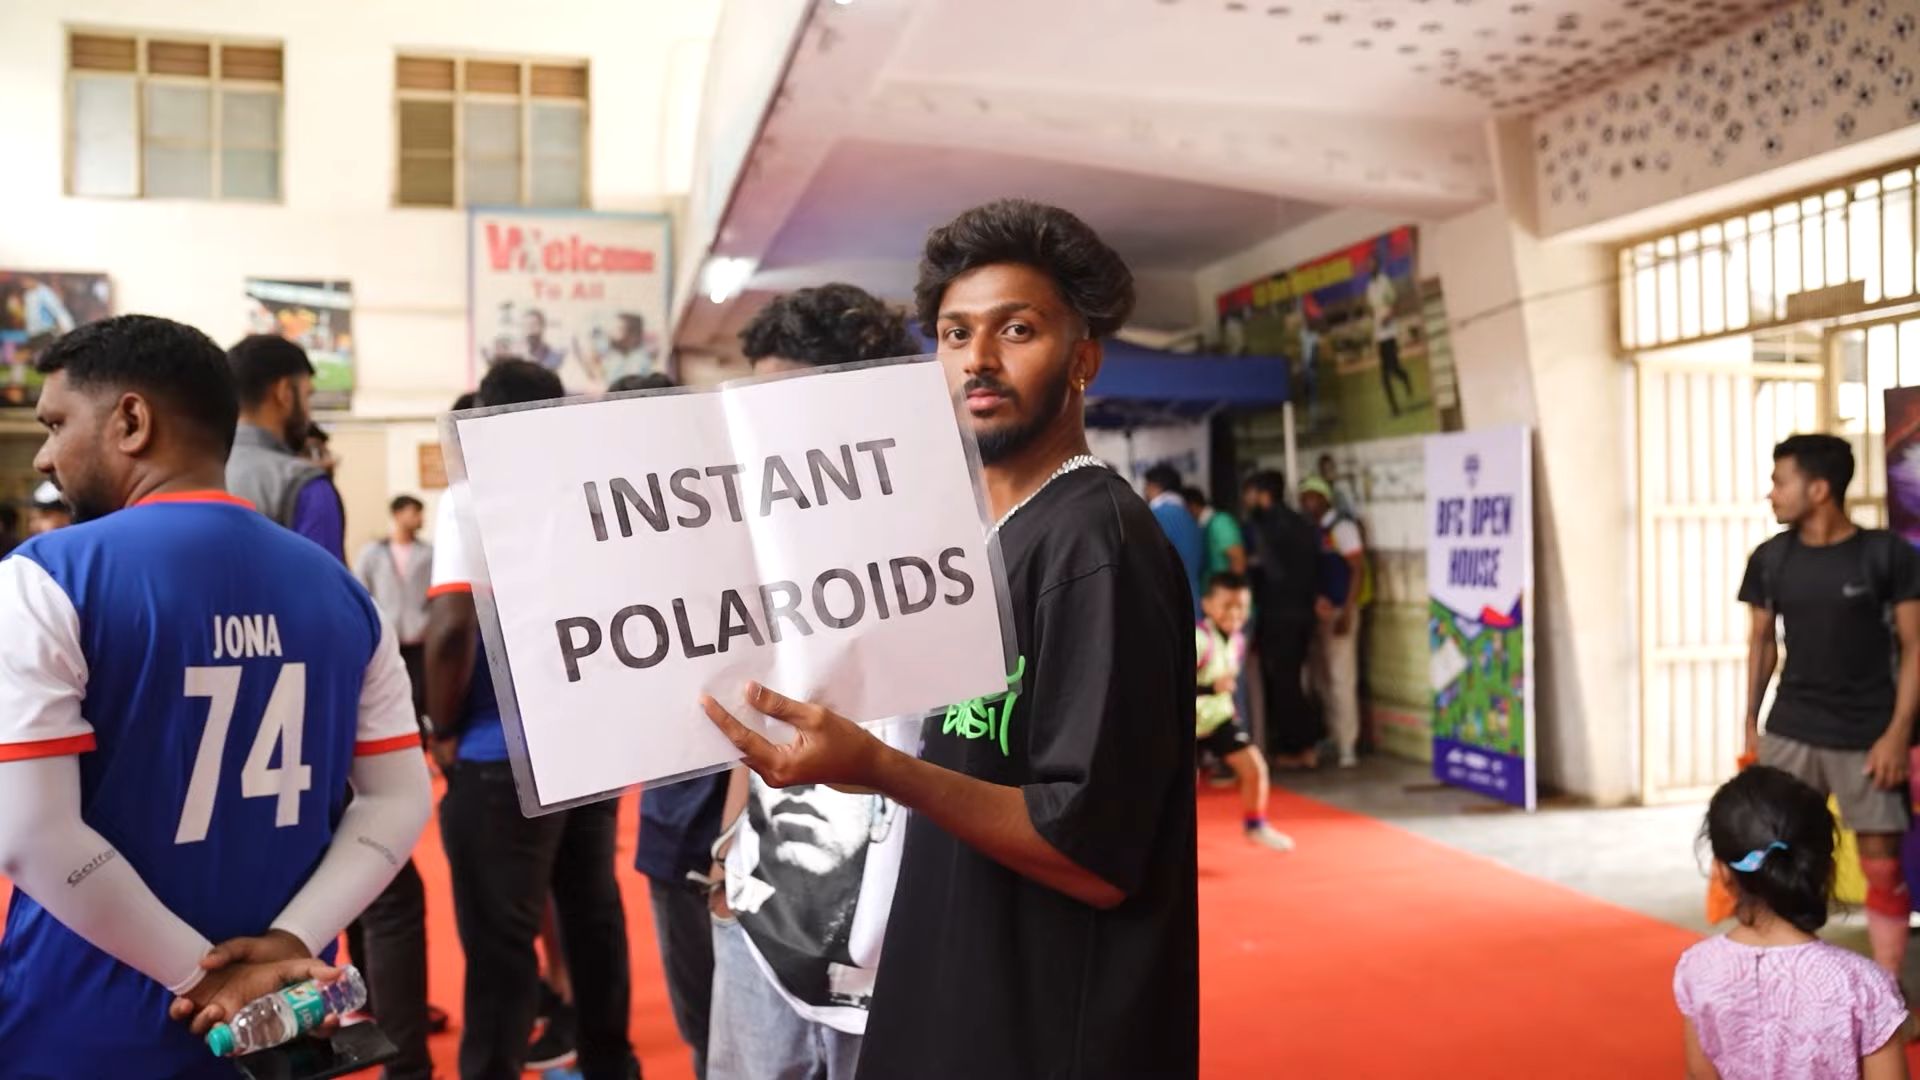 Welcome
To All
INSTANT
POLAROIDS
JONA
74
BFC OPEN
HOUSE